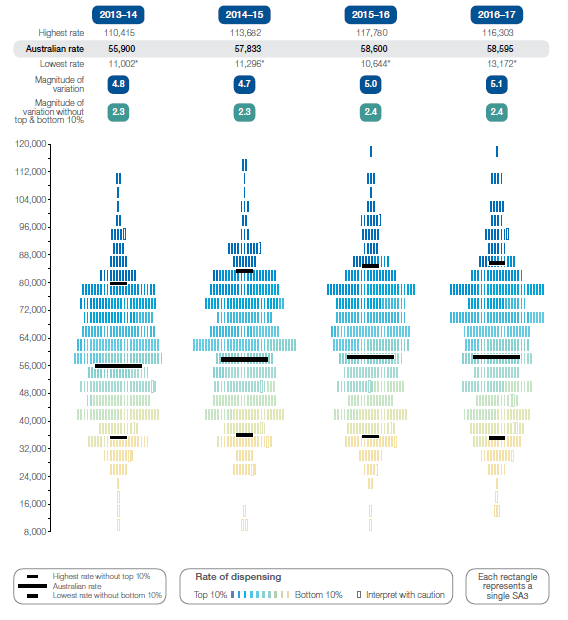 2013–14 2014–15 2015–16 2016–17
Highest rate 110,415 113,682 117,780 116,303
Australian rate 55,900 57,833 58,600 58,595
Lowest rate 11,002* 11,296* 10,644* 13,172*
Magnitude of
variation 4.8 4.7 5.0 5.1
Magnitude of
variation without 2.3 2.3 2.4 2.4
top & bottom 10%
120,000
112,000
104,000
96,000
88,000
80,000
72,000
64,000
56,000
48,000
40,000
32,000
24,000
16,000
8,000
Highest rate without top 10%
Australian rate
Lowest rate without bottom 10%
Rate of dispensing
Top 10% Bottom 10% Interpret with caution
Each rectangle
represents a
single SA3